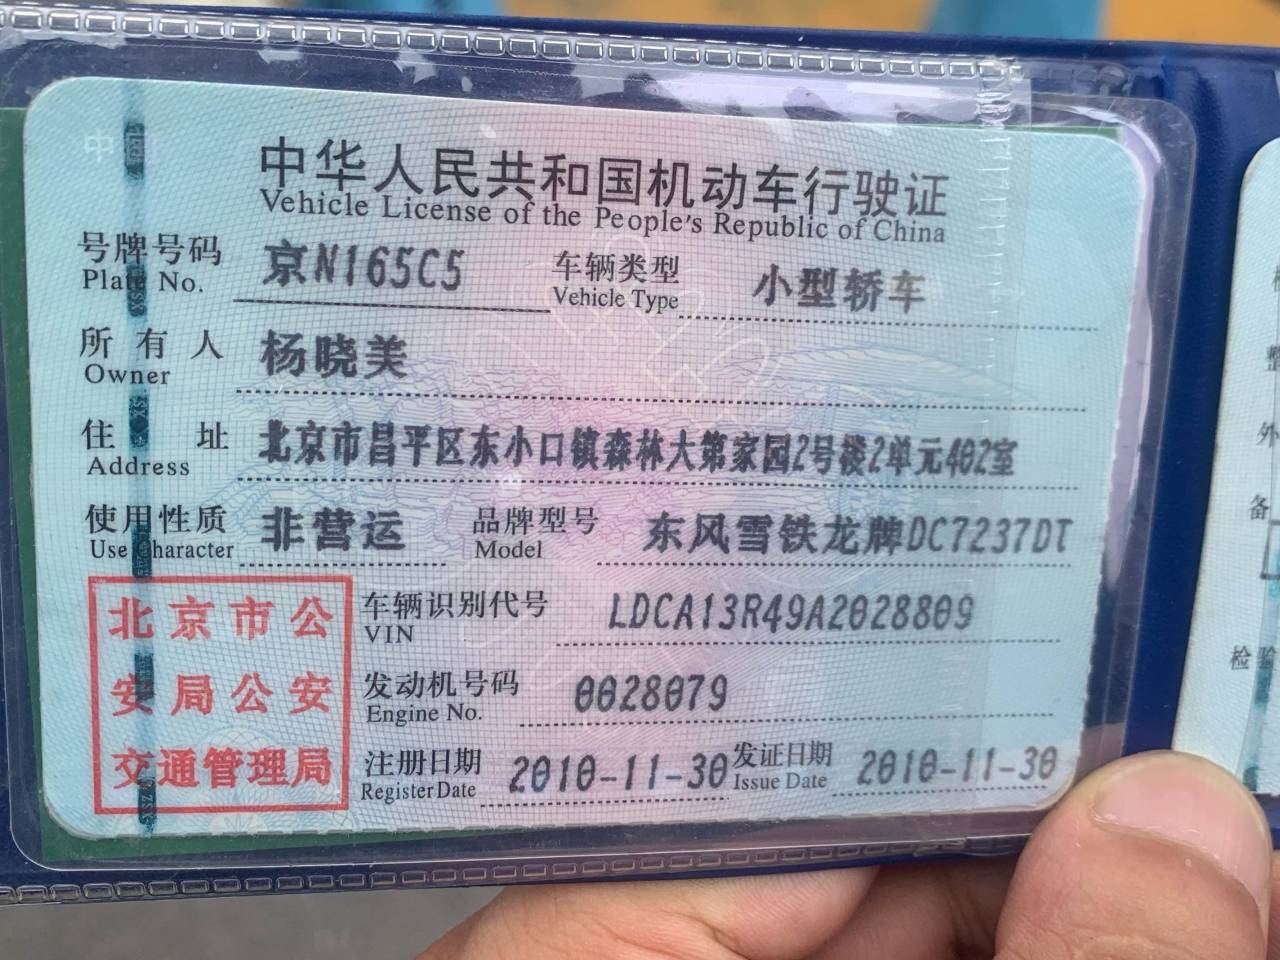 中华人民共和国机动车行驶证
Vehicle License of the People's Republic of China
号牌号码 京N165C5 车辆类型 小型轿车
Plate No. Vehicle Type
所有人 杨晓美
Owner
住址 北京市昌平区东小口镇森林大第家园2号楼2单元402室
Address
使用性质 非营运 品牌型号 东风雪铁龙牌DC7237DT
Use Character Model
北京市公
安局公安
交通管理局
车辆识别代号 LDCA13R49A2028809
VIN
发动机号码 0028079
Engine No.
注册日期 2010-11-30 发证日期 2010-11-30
Register Date Issue Date
外
备
检验